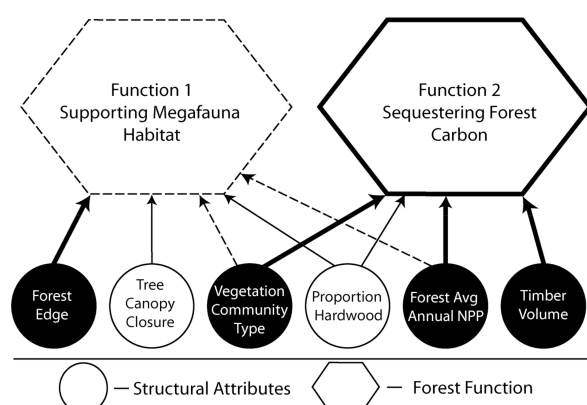 Function 1
Supporting Megafauna
Habitat
Function 2
Sequestering Forest
Carbon
Forest
Edge
Tree
Canopy
Closure
Vegetation
Community
Type
Proportion
Hardwood
Forest Avg
Annual NPP
Timber
Volume
– Structural Attributes
– Forest Function